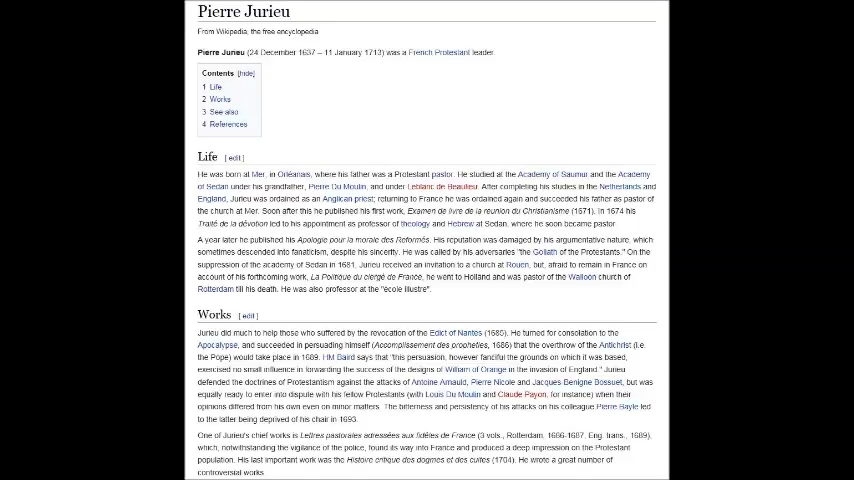 Pierre Jurieu
From Wikipedia, the free encyclopedia
Pierre Jurieu (24 December 1637 – 11 January 1713) was a French Protestant leader.
Contents [hide]
1 Life
2 Works
3 See also
4 References
Life [ edit ]
He was born at Mer, in Orléanais, where his father was a Protestant pastor. He studied at the Academy of Saumur and the Academy
of Sedan under his grandfather, Pierre Du Moulin, and under Leblanc de Beaulieu. After completing his studies in the Netherlands and
England, Jurieu was ordained as an Anglican priest; returning to France he was ordained again and succeeded his father as pastor of
the church at Mer. Soon after this he published his first work, Examen de livre de la reunion du Christianisme (1671). In 1674 his
Traité de la dévotion led to his appointment as professor of theology and Hebrew at Sedan, where he soon became pastor
A year later he published his Apologie pour la morale des Reformés. His reputation was damaged by his argumentative nature, which
sometimes descended into fanaticism, despite his sincerity. He was called by his adversaries "the Goliath of the Protestants." On the
suppression of the academy of Sedan in 1681, Jurieu received an invitation to a church at Rouen, but, afraid to remain in France on
account of his forthcoming work, La Politique du clergé de France, he went to Holland and was pastor of the Walloon church of
Rotterdam till his death. He was also professor at the "école illustre".
Works [ edit ]
Jurieu did much to help those who suffered by the revocation of the Edict of Nantes (1685). He turned for consolation to the
Apocalypse, and succeeded in persuading himself (Accomplissement des propheties, 1686) that the overthrow of the Antichrist (i.e.
the Pope) would take place in 1689. HM Baird says that "this persuasion, however fanciful the grounds on which it was based,
exercised no small influence in forwarding the success of the designs of William of Orange in the invasion of England." Jurieu
defended the doctrines of Protestantism against the attacks of Antoine Arnauld, Pierre Nicole and Jacques Benigne Bossuet, but was
equally ready to enter into dispute with his fellow Protestants (with Louis Du Moulin and Claude Payon, for instance) when their
opinions differed from his own even on minor matters. The bitterness and persistency of his attacks on his colleague Pierre Bayle led
to the latter being deprived of his chair in 1693.
One of Jurieu's chief works is Lettres pastorales adressées aux fidèles de France (3 vols., Rotterdam, 1686-1687; Eng. trans., 1689),
which, notwithstanding the vigilance of the police, found its way into France and produced a deep impression on the Protestant
population. His last important work was the Histoire critique des dogmes et des cultes (1704). He wrote a great number of
controversial works